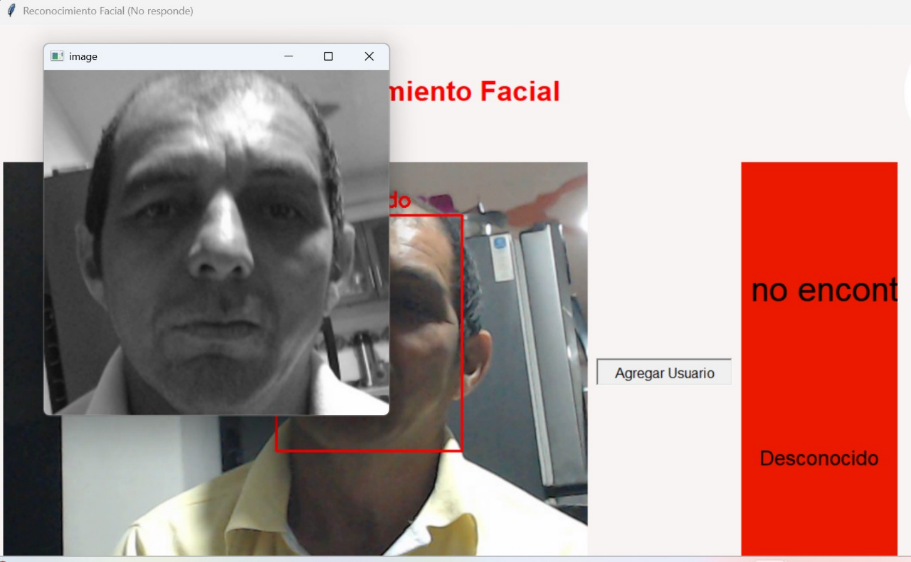 Reconocimiento Facial (No responde)
image
miento Facial
do
no encont
Agregar Usuario
Desconocido